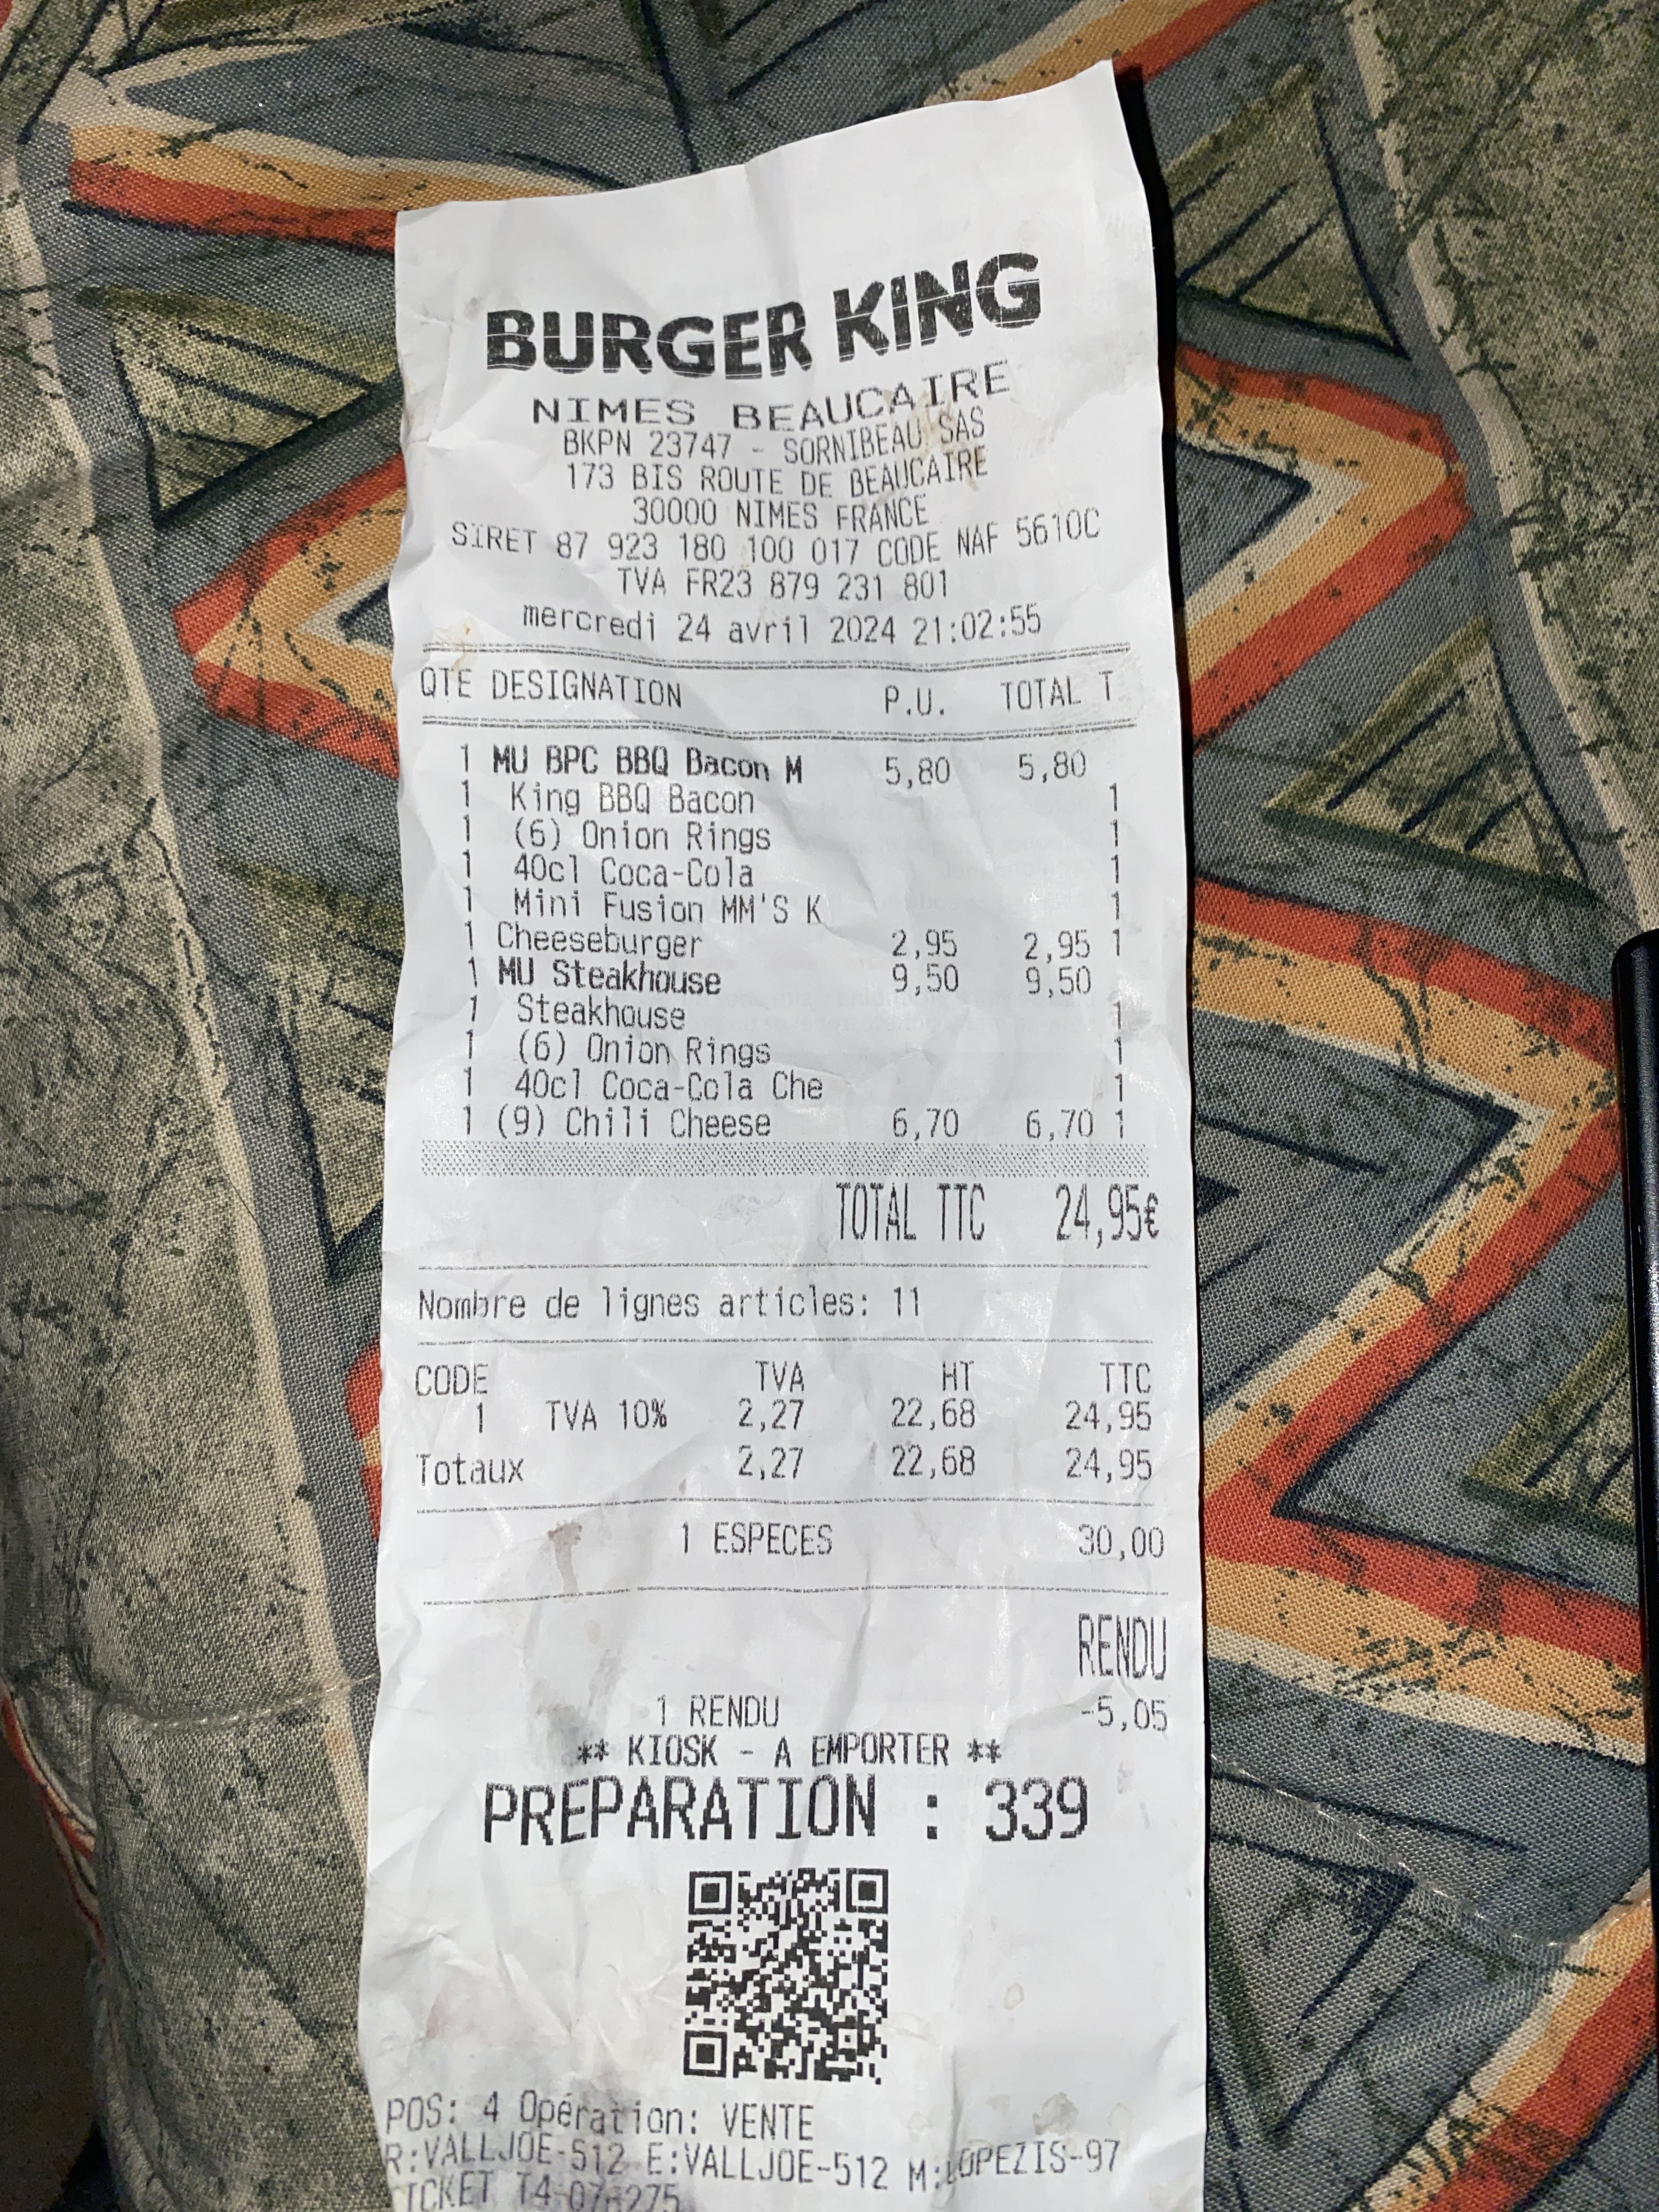 BURGER KING
NIMES BEAUCAIRE
BKPN 23747 - SORNIBEAU SAS
173 BIS ROUTE DE BEAUCAIRE
30000 NIMES FRANCE
SIRET 87 923 180 100 017 CODE NAF 5610C
TVA FR23 879 231 801
mercredi 24 avril 2024 21:02:55
QTE DESIGNATION P.U. TOTAL T
1 MU BPC BBQ Bacon M 5,80 5,80
1 King BBQ Bacon 1
1 (6) Onion Rings 1
1 40cl Coca-Cola 1
1 Mini Fusion MM'S K 1
1 Cheeseburger 2,95 2,95 1
1 MU Steakhouse 9,50 9,50
1 Steakhouse 1
1 (6) Onion Rings 1
1 40cl Coca-Cola Che 1
1 (9) Chili Cheese 6,70 6,70 1
TOTAL TTC 24,95€
Nombre de lignes articles: 11
CODE TVA HT TTC
1 TVA 10% 2,27 22,68 24,95
Totaux 2,27 22,68 24,95
1 ESPECES 30,00
RENDU
1 RENDU -5,05
** KIOSK - A EMPORTER **
PREPARATION : 339
POS: 4 Opération: VENTE
R:VALLJOE-512 E:VALLJOE-512 M:LOPEZIS-97
TICKET